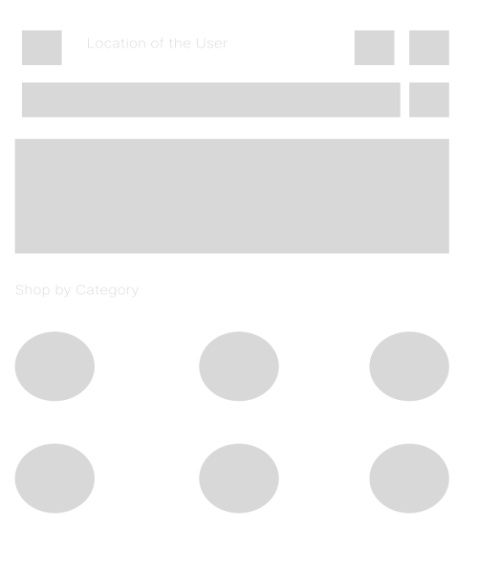 Location of the User
Shop by Category